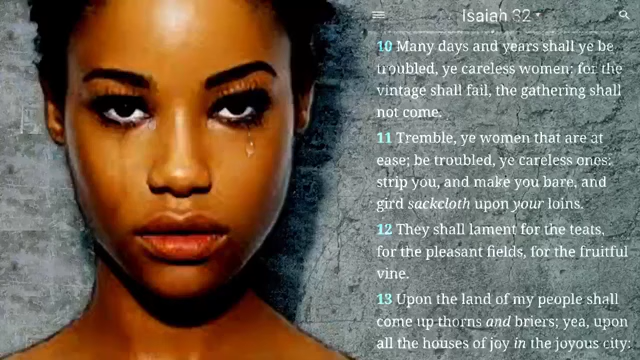 Isaiah 32
10 Many days and years shall ye be
troubled, ye careless women: for the
vintage shall fail, the gathering shall
not come.
11 Tremble, ye women that are at
ease; be troubled, ye careless ones:
strip you, and make you bare, and
gird sackcloth upon your loins.
12 They shall lament for the teats,
for the pleasant fields, for the fruitful
vine.
13 Upon the land of my people shall
come up thorns and briers; yea, upon
all the houses of joy in the joyous city: